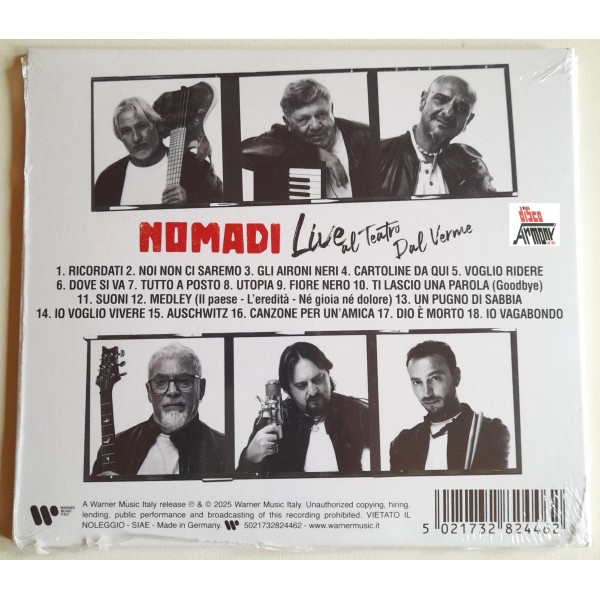 NOMADI Live al Teatro Dal Verme
disco Armony
1. RICORDATI 2. NOI NON CI SAREMO 3. GLI AIRONI NERI 4. CARTOLINE DA QUI 5. VOGLIO RIDERE
6. DOVE SI VA 7. TUTTO A POSTO 8. UTOPIA 9. FIORE NERO 10. TI LASCIO UNA PAROLA (Goodbye)
11. SUONI 12. MEDLEY (Il paese - L'eredità - Né gioia né dolore) 13. UN PUGNO DI SABBIA
14. IO VOGLIO VIVERE 15. AUSCHWITZ 16. CANZONE PER UN'AMICA 17. DIO È MORTO 18. IO VAGABONDO
WARNER
MUSIC
ITALY
A Warner Music Italy release ℗ & © 2025 Warner Music Italy. Unauthorized copying, hiring,
lending, public performance and broadcasting of this recording prohibited. VIETATO IL
NOLEGGIO - SIAE - Made in Germany. 5021732824462 - www.warnermusic.it
5 021732 824462